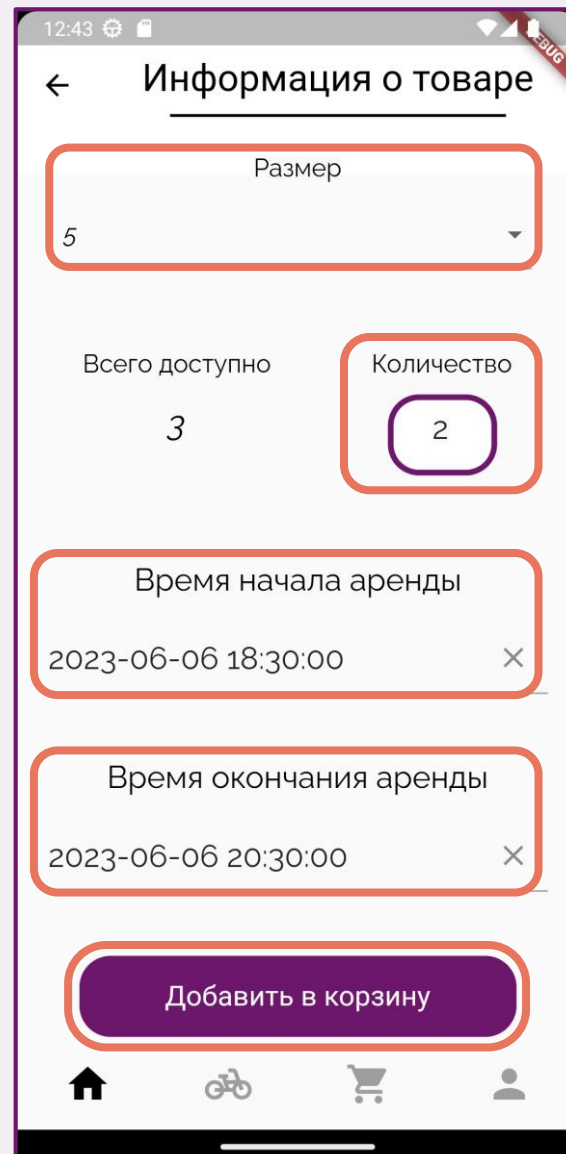 12:43
DEBUG
Информация о товаре
Размер
5
Всего доступно
Количество
3
2
Время начала аренды
2023-06-06 18:30:00
Время окончания аренды
2023-06-06 20:30:00
Добавить в корзину